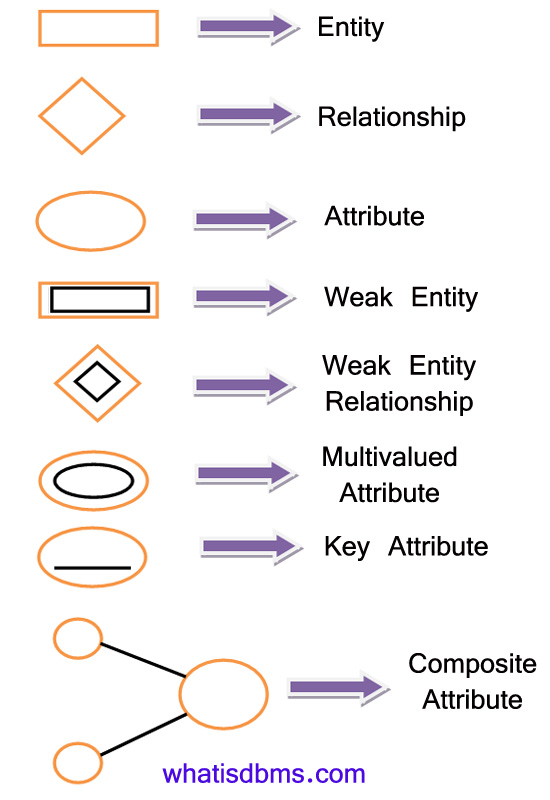 Entity
Relationship
Attribute
Weak Entity
Weak Entity
Relationship
Multivalued
Attribute
Key Attribute
Composite
Attribute
whatisdbms.com